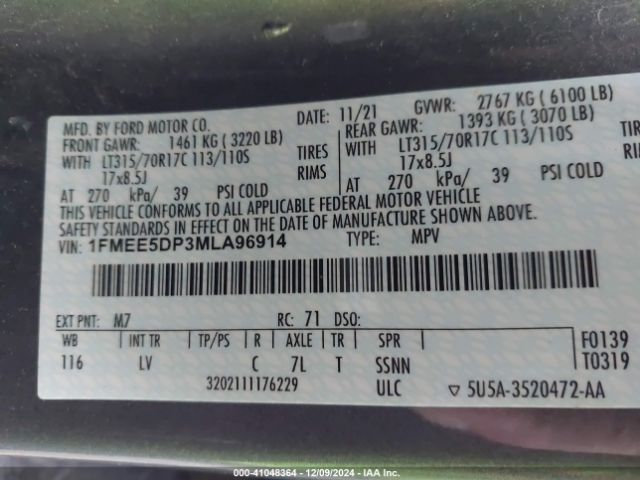 MFD. BY FORD MOTOR CO.
DATE: 11/21
GVWR: 2767 KG ( 6100 LB)
FRONT GAWR: 1461 KG ( 3220 LB)
REAR GAWR: 1393 KG ( 3070 LB)
WITH LT315/70R17C 113/110S TIRES
WITH LT315/70R17C 113/110S TIRES
17x8.5J RIMS
17x8.5J RIMS
AT 270 kPa/ 39 PSI COLD
AT 270 kPa/ 39 PSI COLD
THIS VEHICLE CONFORMS TO ALL APPLICABLE FEDERAL MOTOR VEHICLE
SAFETY STANDARDS IN EFFECT ON THE DATE OF MANUFACTURE SHOWN ABOVE.
VIN: 1FMEE5DP3MLA96914
TYPE: MPV
EXT PNT: M7 RC: 71 DSO:
WB INT TR TP/PS R AXLE TR SPR
116 LV C 7L T SSNN
F0139
T0319
3202111176229 ULC ▽ 5U5A-3520472-AA
000-41048364 - 12/09/2024 - IAA Inc.